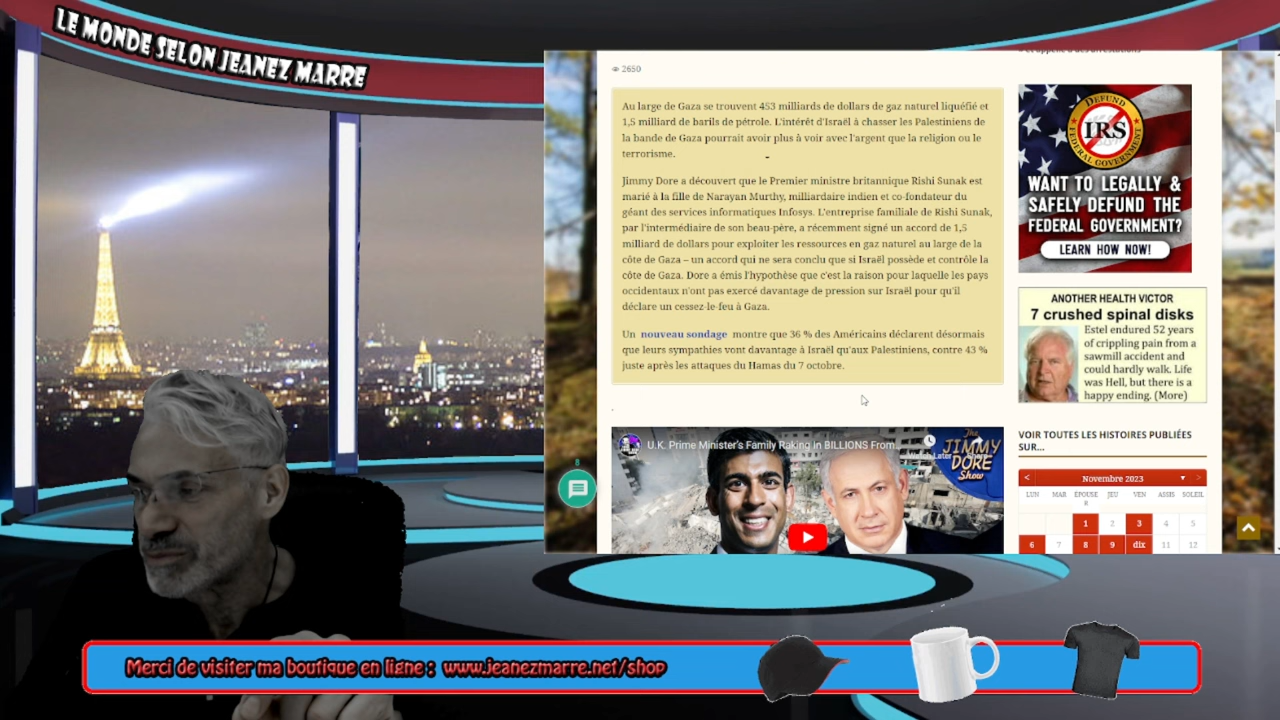 LE MONDE SELON JEANEZ MARRE
2650
Au large de Gaza se trouvent 453 milliards de dollars de gaz naturel liquéfié et
1,5 milliard de barils de pétrole. L'intérêt d'Israël à chasser les Palestiniens de
la bande de Gaza pourrait avoir plus à voir avec l'argent que la religion ou le
terrorisme.
Jimmy Dore a découvert que le Premier ministre britannique Rishi Sunak est
marié à la fille de Narayan Murthy, milliardaire indien et co-fondateur du
géant des services informatiques Infosys. L'entreprise familiale de Rishi Sunak,
par l'intermédiaire de son beau-père, a récemment signé un accord de 1,5
milliard de dollars pour exploiter les ressources en gaz naturel au large de la
côte de Gaza – un accord qui ne sera conclu que si Israël possède et contrôle la
côte de Gaza. Dore a émis l'hypothèse que c'est la raison pour laquelle les pays
occidentaux n'ont pas exercé davantage de pression sur Israël pour qu'il
déclare un cessez-le-feu à Gaza.
Un nouveau sondage montre que 36 % des Américains déclarent désormais
que leurs sympathies vont davantage à Israël qu'aux Palestiniens, contre 43 %
juste après les attaques du Hamas du 7 octobre.
.
U.K. Prime Minister's Family Raking in BILLIONS From...
Watch Later
The
JIMMY
DORE
Show
8
DEFUND
IRS
FEDERAL GOVERNMENT
WANT TO LEGALLY &
SAFELY DEFUND THE
FEDERAL GOVERNMENT?
LEARN HOW NOW!
ANOTHER HEALTH VICTOR
7 crushed spinal disks
Estel endured 52 years
of crippling pain from a
sawmill accident and
could hardly walk. Life
was Hell, but there is a
happy ending. (More)
VOIR TOUTES LES HISTOIRES PUBLIÉES
SUR...
< Novembre 2023 ▼ >
LUN MAR ÉPOUSER JEU VEN ASSIS SOLEIL
1 2 3 4 5
6 7 8 9 dix 11 12
Merci de visiter ma boutique en ligne : www.jeanezmarre.net/shop